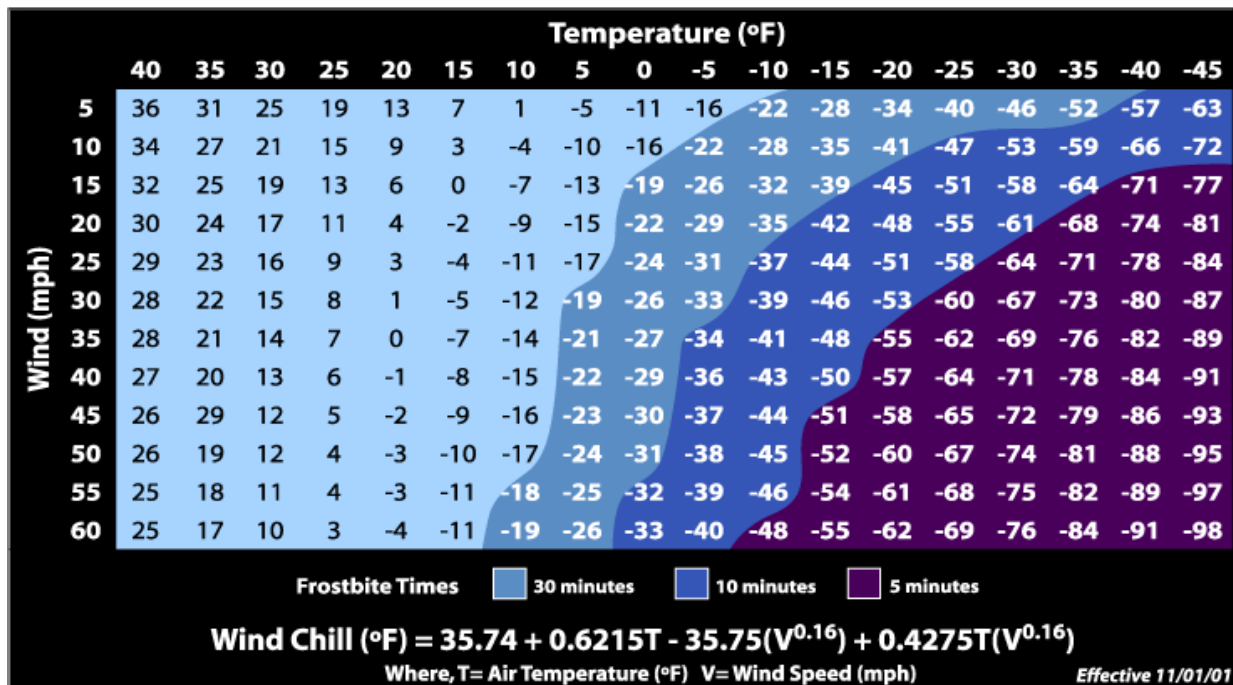 Temperature (ºF)
40 35 30 25 20 15 10 5 0 -5 -10 -15 -20 -25 -30 -35 -40 -45
5 36 31 25 19 13 7 1 -5 -11 -16 -22 -28 -34 -40 -46 -52 -57 -63
10 34 27 21 15 9 3 -4 -10 -16 -22 -28 -35 -41 -47 -53 -59 -66 -72
15 32 25 19 13 6 0 -7 -13 -19 -26 -32 -39 -45 -51 -58 -64 -71 -77
20 30 24 17 11 4 -2 -9 -15 -22 -29 -35 -42 -48 -55 -61 -68 -74 -81
25 29 23 16 9 3 -4 -11 -17 -24 -31 -37 -44 -51 -58 -64 -71 -78 -84
30 28 22 15 8 1 -5 -12 -19 -26 -33 -39 -46 -53 -60 -67 -73 -80 -87
35 28 21 14 7 0 -7 -14 -21 -27 -34 -41 -48 -55 -62 -69 -76 -82 -89
40 27 20 13 6 -1 -8 -15 -22 -29 -36 -43 -50 -57 -64 -71 -78 -84 -91
45 26 29 12 5 -2 -9 -16 -23 -30 -37 -44 -51 -58 -65 -72 -79 -86 -93
50 26 19 12 4 -3 -10 -17 -24 -31 -38 -45 -52 -60 -67 -74 -81 -88 -95
55 25 18 11 4 -3 -11 -18 -25 -32 -39 -46 -54 -61 -68 -75 -82 -89 -97
60 25 17 10 3 -4 -11 -19 -26 -33 -40 -48 -55 -62 -69 -76 -84 -91 -98
Wind (mph)
Frostbite Times 30 minutes 10 minutes 5 minutes
Wind Chill (ºF) = 35.74 + 0.6215T - 35.75(V^0.16) + 0.4275T(V^0.16)
Where, T= Air Temperature (ºF) V= Wind Speed (mph) Effective 11/01/01